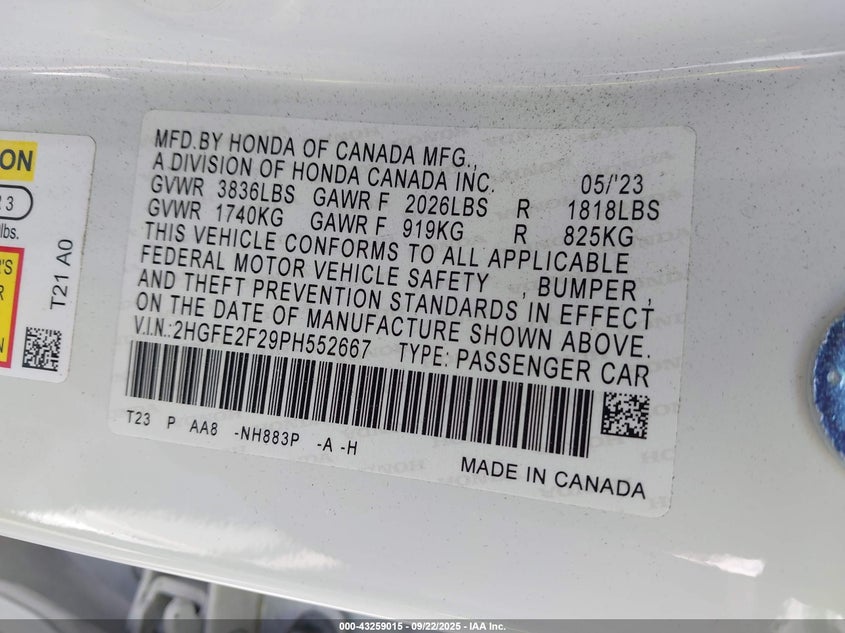 ON
R 3
lbs.
'S
R
N
T21 A0
MFD.BY HONDA OF CANADA MFG.,
A DIVISION OF HONDA CANADA INC. 05/'23
GVWR 3836LBS GAWR F 2026LBS R 1818LBS
GVWR 1740KG GAWR F 919KG R 825KG
THIS VEHICLE CONFORMS TO ALL APPLICABLE
FEDERAL MOTOR VEHICLE SAFETY , BUMPER ,
AND THEFT PREVENTION STANDARDS IN EFFECT
ON THE DATE OF MANUFACTURE SHOWN ABOVE.
V.I.N.:2HGFE2F29PH552667 TYPE: PASSENGER CAR
T23 P AA8 -NH883P -A -H
MADE IN CANADA
000-43259015 - 09/22/2025 - IAA Inc.